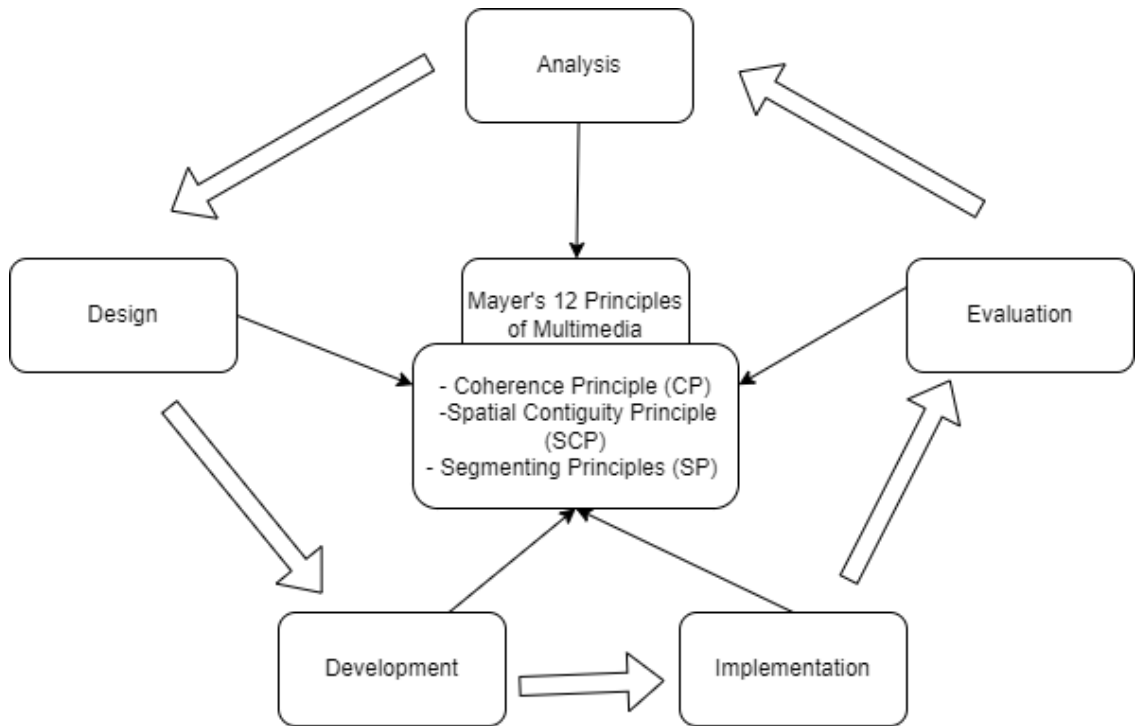 Analysis
Design
Mayer's 12 Principles
of Multimedia
Evaluation
- Coherence Principle (CP)
-Spatial Contiguity Principle
(SCP)
- Segmenting Principles (SP)
Development
Implementation